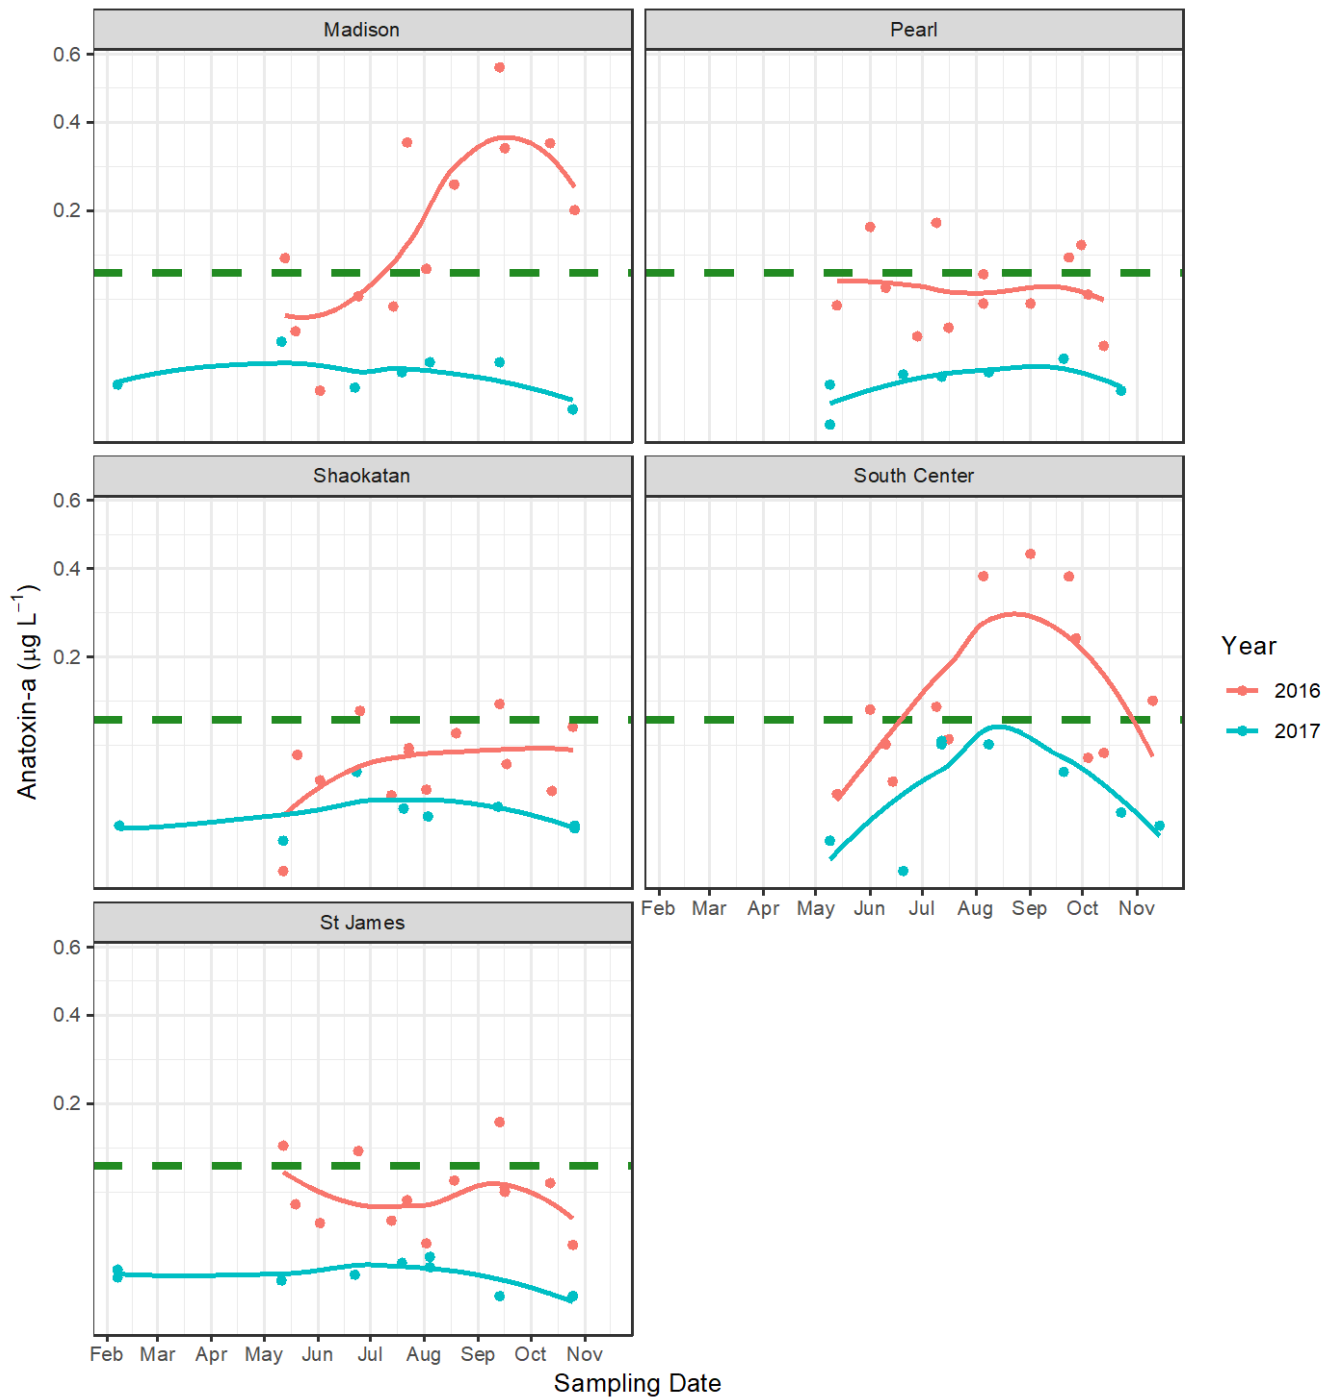 Madison
Pearl
0.6
0.4
0.2
Shaokatan
South Center
0.6
0.4
0.2
Feb Mar Apr May Jun Jul Aug Sep Oct Nov
St James
0.6
0.4
0.2
Feb Mar Apr May Jun Jul Aug Sep Oct Nov
Sampling Date
Anatoxin-a (µg L⁻¹)
Year
2016
2017